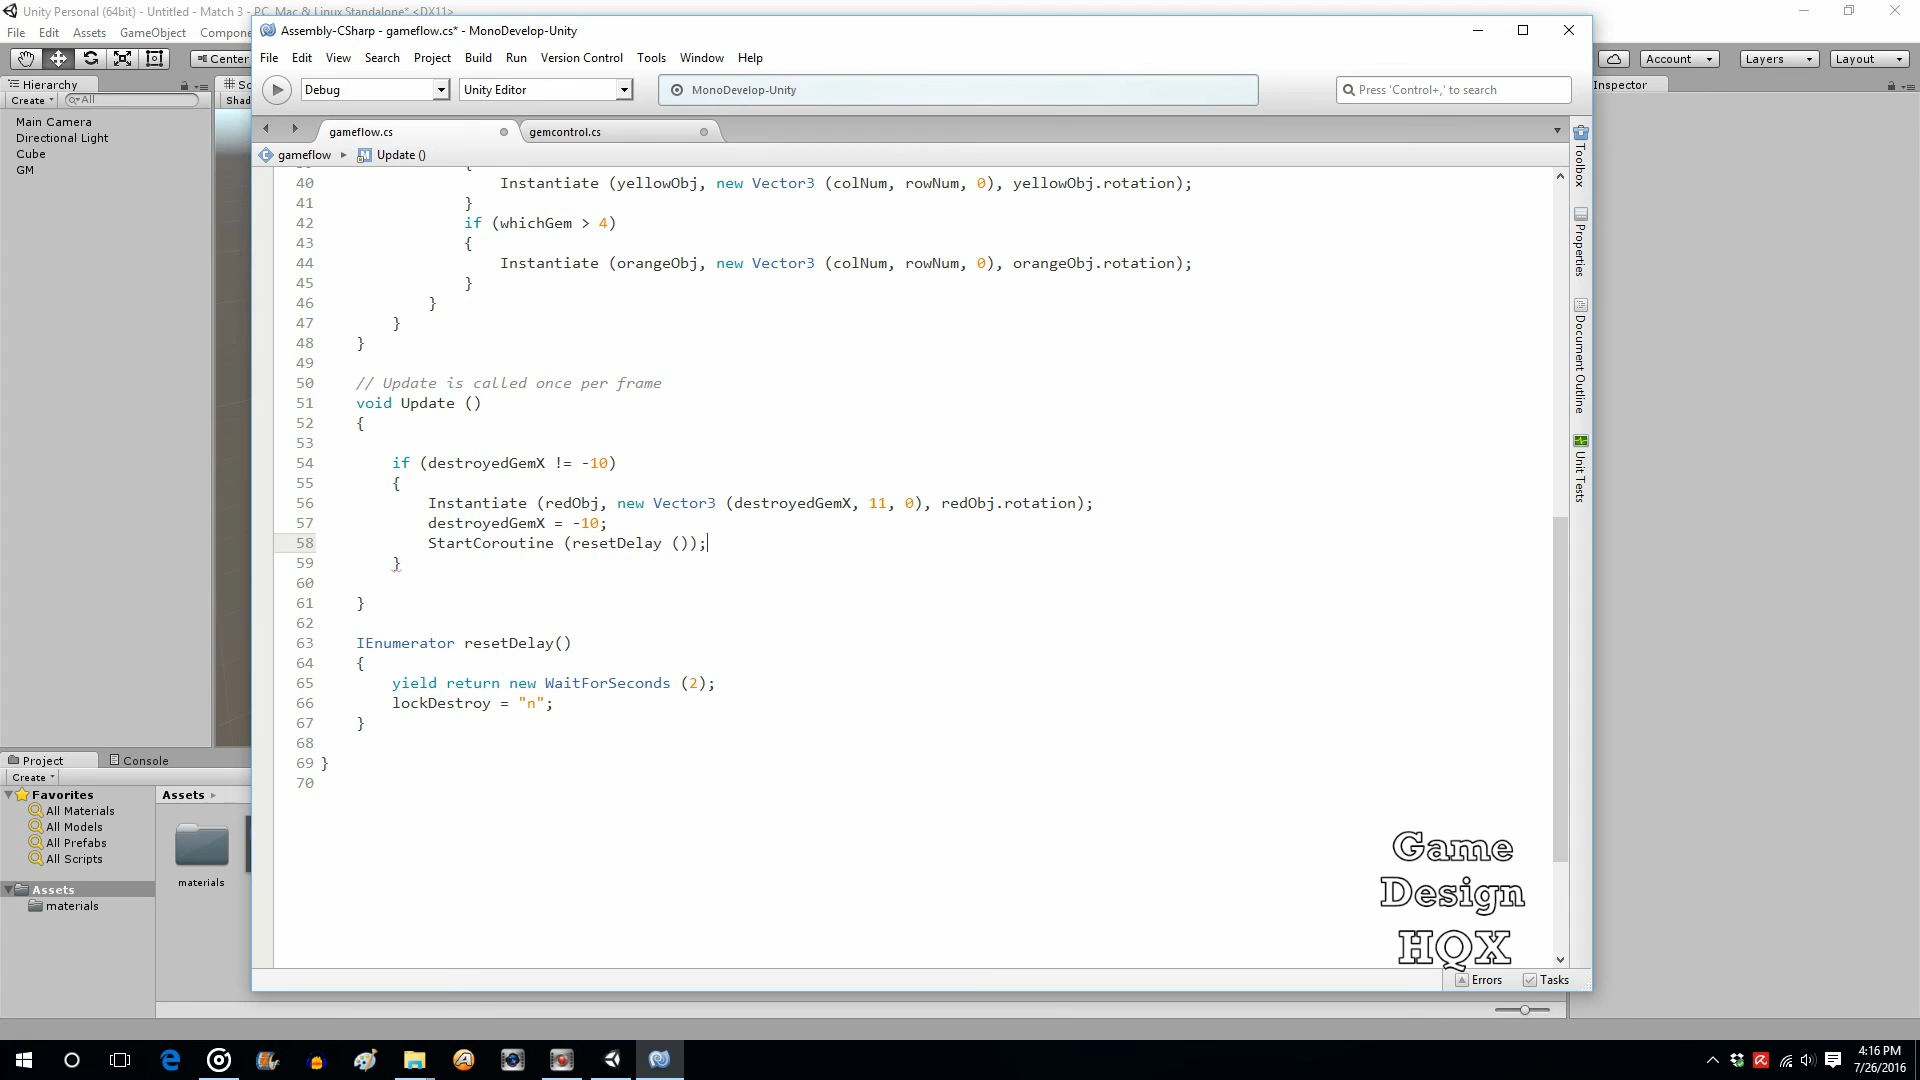 Unity Personal (64bit) - Untitled - Match 3 - PC, Mac & Linux Standalone* <DX11>
File Edit Assets GameObject Compone
Center
Account Layers Layout
Hierarchy
Create All
Main Camera
Directional Light
Cube
GM
Sc
Shad
Inspector
Assembly-CSharp - gameflow.cs* - MonoDevelop-Unity
File Edit View Search Project Build Run Version Control Tools Window Help
Debug Unity Editor MonoDevelop-Unity Press 'Control+,' to search
gameflow.cs gemcontrol.cs
gameflow Update ()
40 Instantiate (yellowObj, new Vector3 (colNum, rowNum, 0), yellowObj.rotation);
41 }
42 if (whichGem > 4)
43 {
44 Instantiate (orangeObj, new Vector3 (colNum, rowNum, 0), orangeObj.rotation);
45 }
46 }
47 }
48 }
49
50 // Update is called once per frame
51 void Update ()
52 {
53
54 if (destroyedGemX != -10)
55 {
56 Instantiate (redObj, new Vector3 (destroyedGemX, 11, 0), redObj.rotation);
57 destroyedGemX = -10;
58 StartCoroutine (resetDelay ());
59 }
60
61 }
62
63 IEnumerator resetDelay()
64 {
65 yield return new WaitForSeconds (2);
66 lockDestroy = "n";
67 }
68
69 }
70
Toolbox
Properties
Document Outline
Unit Tests
Errors Tasks
Project Console
Create
Favorites
All Materials
All Models
All Prefabs
All Scripts
Assets
materials
Assets
materials
Game
Design
HQX
4:16 PM
7/26/2016